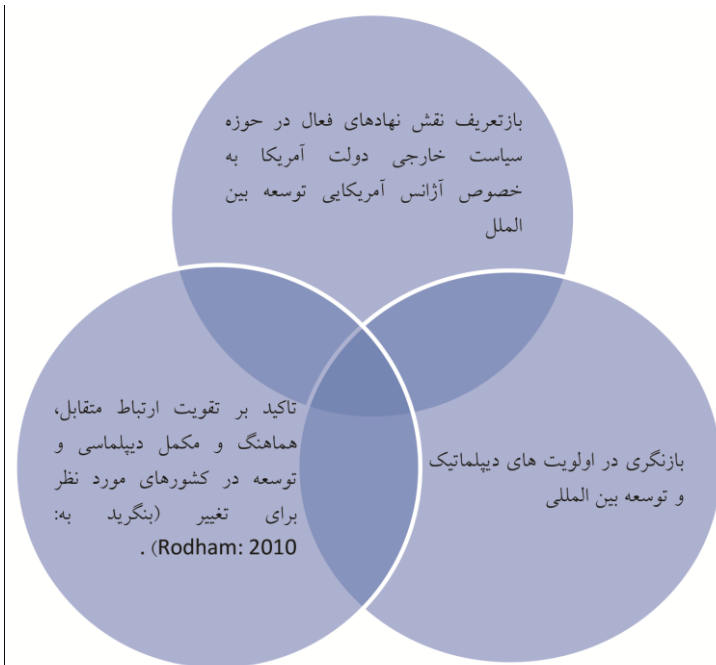 بازتعریف نقش نهادهای فعال در حوزه
سیاست خارجی دولت آمریکا به
خصوص آژانس آمریکایی توسعه بین
الملل
تاکید بر تقویت ارتباط متقابل،
هماهنگ و مکمل دیپلماسی و
توسعه در کشورهای مورد نظر
برای تغییر (بنگرید به:
Rodham: 2010) .
بازنگری در اولویت های دیپلماتیک
و توسعه بین المللی